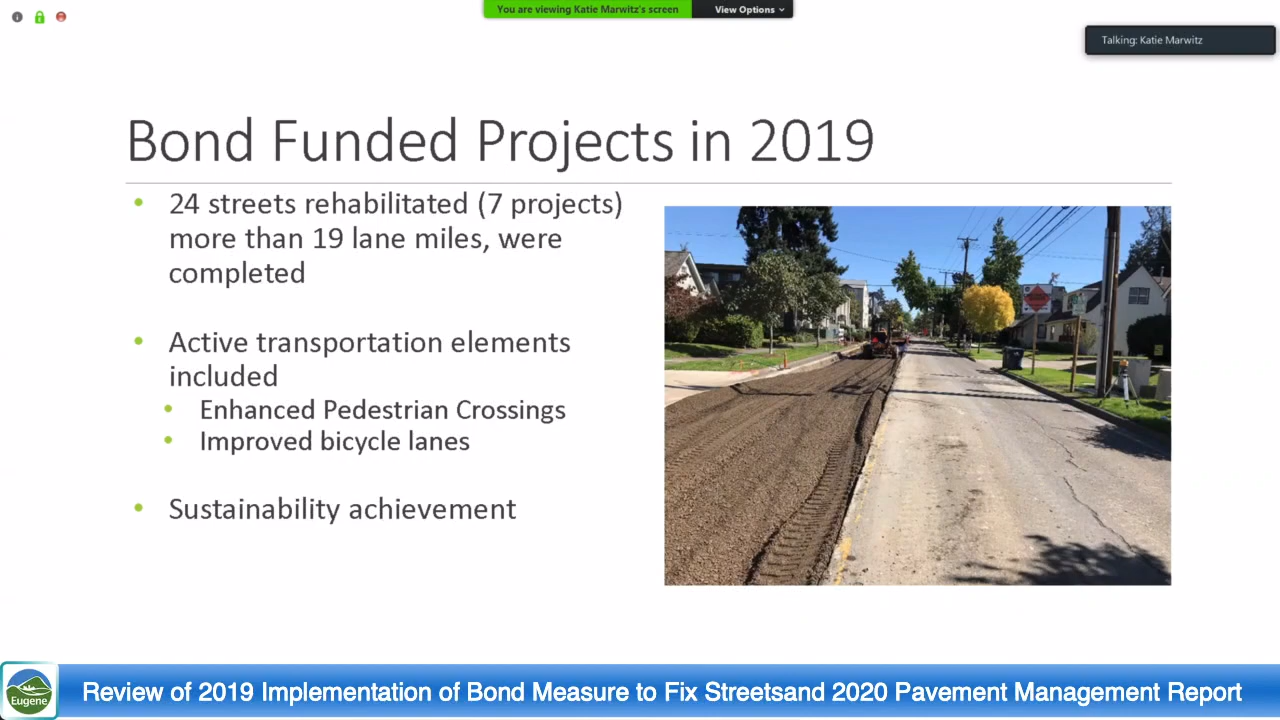 You are viewing Katie Marwitz's screen
View Options
Talking: Katie Marwitz
Bond Funded Projects in 2019
• 24 streets rehabilitated (7 projects)
more than 19 lane miles, were
completed
• Active transportation elements
included
• Enhanced Pedestrian Crossings
• Improved bicycle lanes
• Sustainability achievement
Eugene
Review of 2019 Implementation of Bond Measure to Fix Streetsand 2020 Pavement Management Report